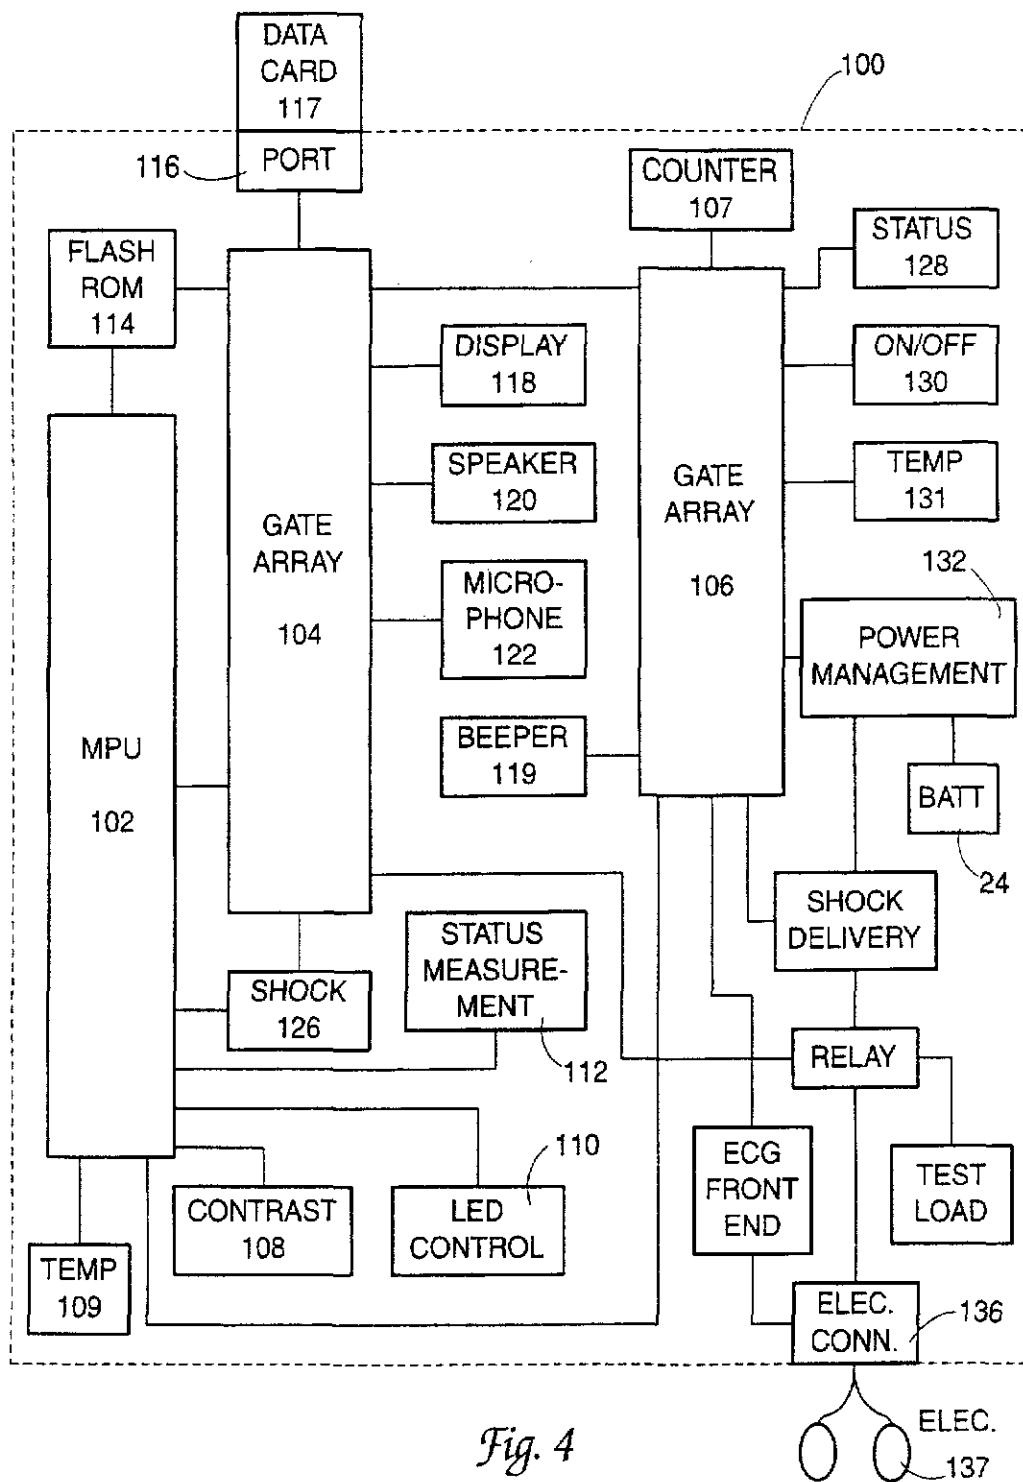 DATA
CARD
117
100
116
PORT
COUNTER
107
FLASH
ROM
114
STATUS
128
DISPLAY
118
ON/OFF
130
SPEAKER
120
TEMP
131
GATE
ARRAY
104
GATE
ARRAY
106
MICRO-
PHONE
122
132
POWER
MANAGEMENT
MPU
102
BEEPER
119
BATT
24
SHOCK
DELIVERY
STATUS
MEASURE-
MENT
112
SHOCK
126
RELAY
110
ECG
FRONT
END
TEST
LOAD
CONTRAST
108
LED
CONTROL
TEMP
109
ELEC.
CONN.
136
ELEC.
137
Fig. 4